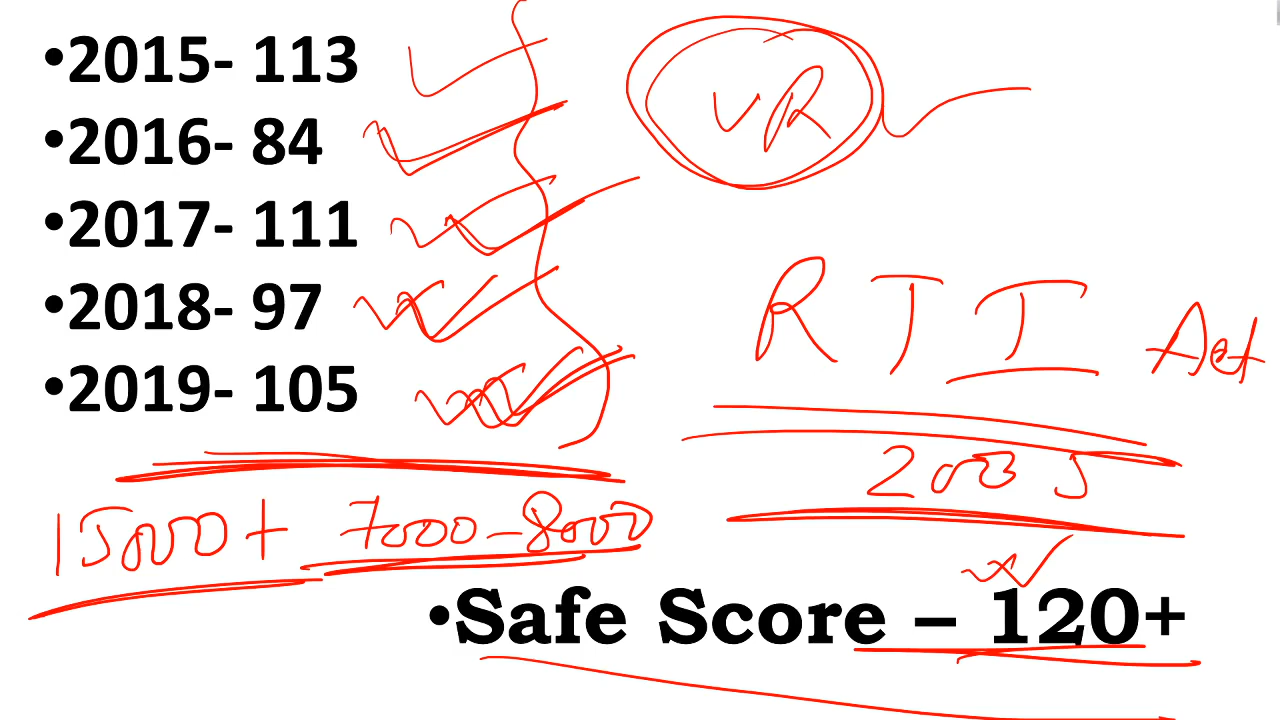 •2015- 113
•2016- 84
•2017- 111
•2018- 97
•2019- 105
VR
RTI Act
2005
15000+ 7000-8000
•Safe Score – 120+